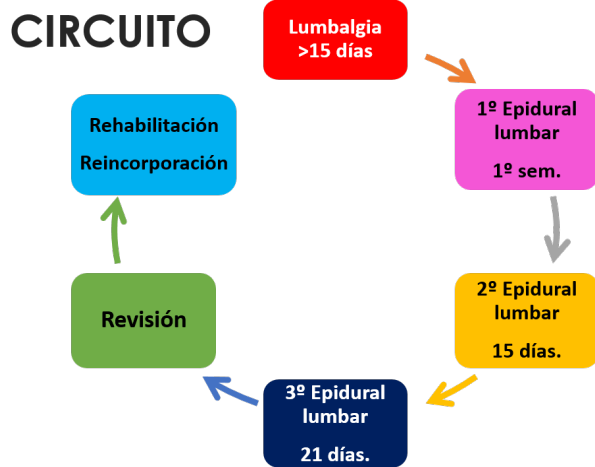 CIRCUITO
Lumbalgia
>15 días
1º Epidural
lumbar
1º sem.
2º Epidural
lumbar
15 días.
3º Epidural
lumbar
21 días.
Revisión
Rehabilitación
Reincorporación